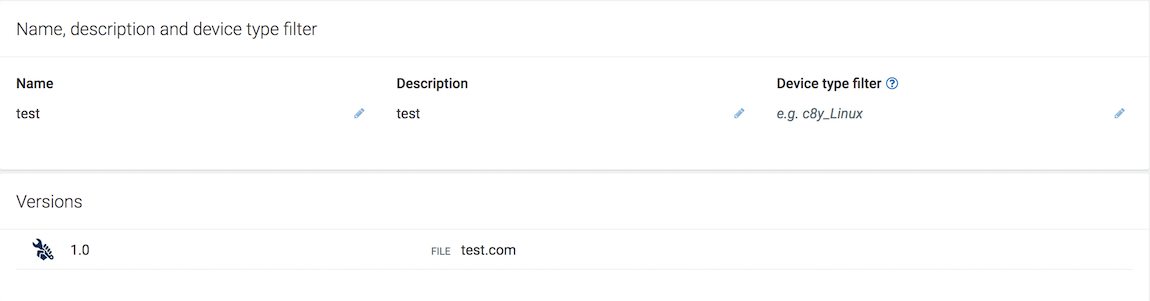 Name, description and device type filter
Name Description Device type filter
test test e.g. c8y_Linux
Versions
1.0 FILE test.com